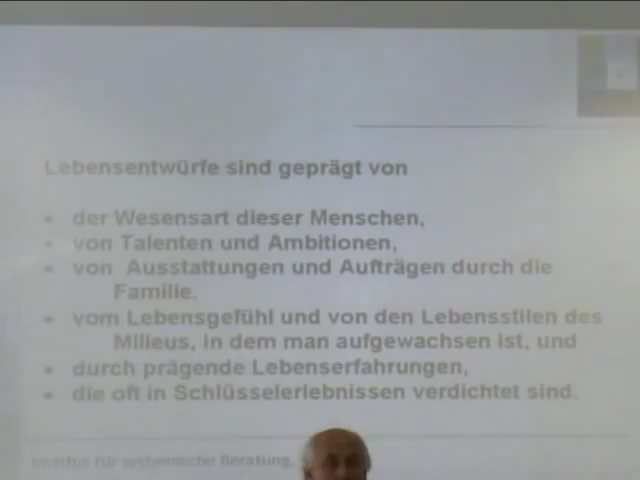 Lebensentwürfe sind geprägt von
• der Wesensart dieser Menschen,
• von Talenten und Ambitionen,
• von Ausstattungen und Aufträgen durch die
Familie,
• vom Lebensgefühl und von den Lebensstilen des
Milieus, in dem man aufgewachsen ist, und
• durch prägende Lebenserfahrungen,
• die oft in Schlüsselerlebnissen verdichtet sind.
Institut für systemische Beratung,